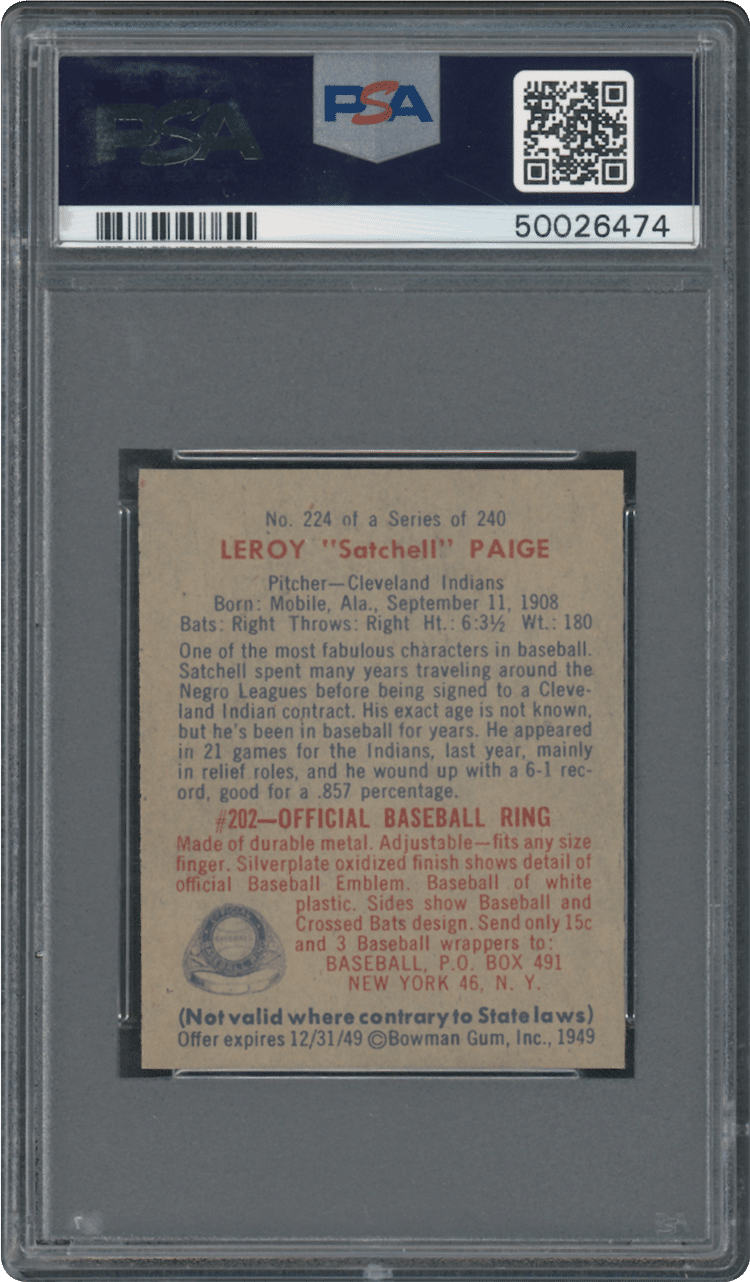 PSA
PSA
50026474
No. 224 of a Series of 240
LEROY "Satchell" PAIGE
Pitcher—Cleveland Indians
Born: Mobile, Ala., September 11, 1908
Bats: Right Throws: Right Ht.: 6:3½ Wt.: 180
One of the most fabulous characters in baseball.
Satchell spent many years traveling around the
Negro Leagues before being signed to a Cleve-
land Indian contract. His exact age is not known,
but he's been in baseball for years. He appeared
in 21 games for the Indians, last year, mainly
in relief roles, and he wound up with a 6-1 rec-
ord, good for a .857 percentage.
#202—OFFICIAL BASEBALL RING
Made of durable metal. Adjustable—fits any size
finger. Silverplate oxidized finish shows detail of
official Baseball Emblem. Baseball of white
plastic. Sides show Baseball and
Crossed Bats design. Send only 15c
and 3 Baseball wrappers to:
BASEBALL, P.O. BOX 491
NEW YORK 46, N. Y.
(Not valid where contrary to State laws)
Offer expires 12/31/49 ©Bowman Gum, Inc., 1949